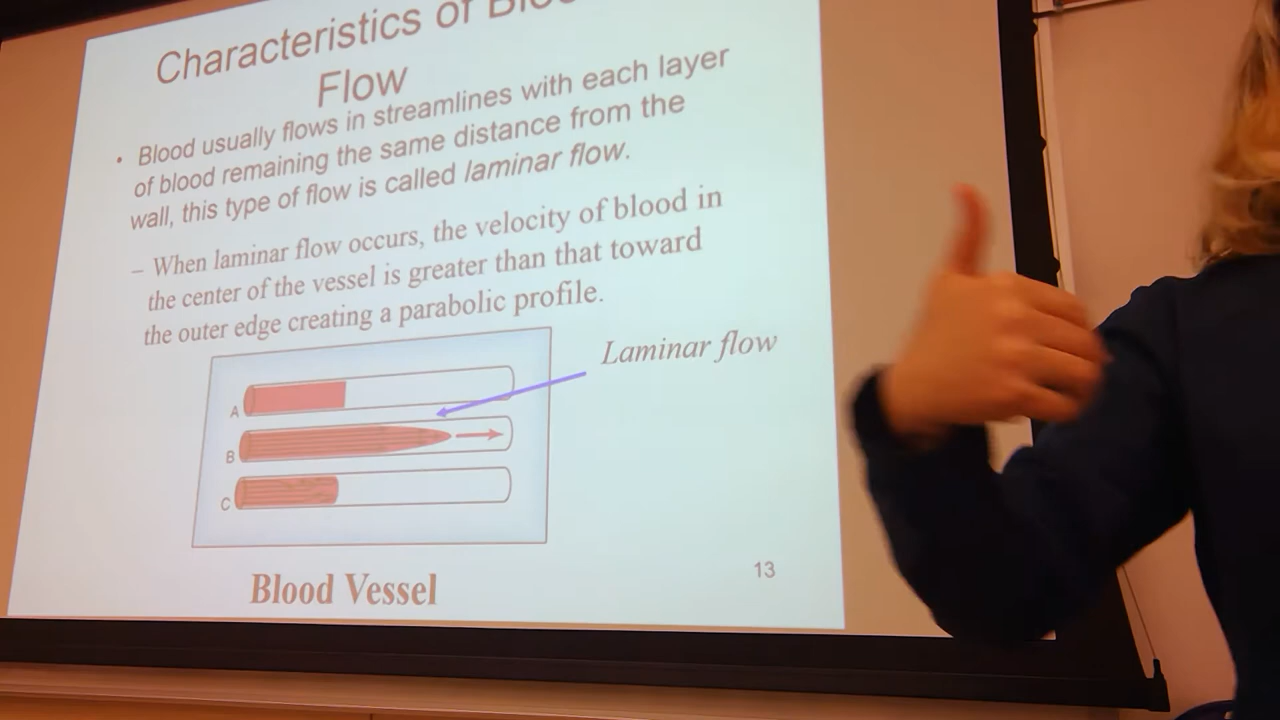 Characteristics of
Flow
• Blood usually flows in streamlines with each layer
of blood remaining the same distance from the
wall, this type of flow is called laminar flow.
– When laminar flow occurs, the velocity of blood in
the center of the vessel is greater than that toward
the outer edge creating a parabolic profile.
Laminar flow
A
B
C
Blood Vessel
13